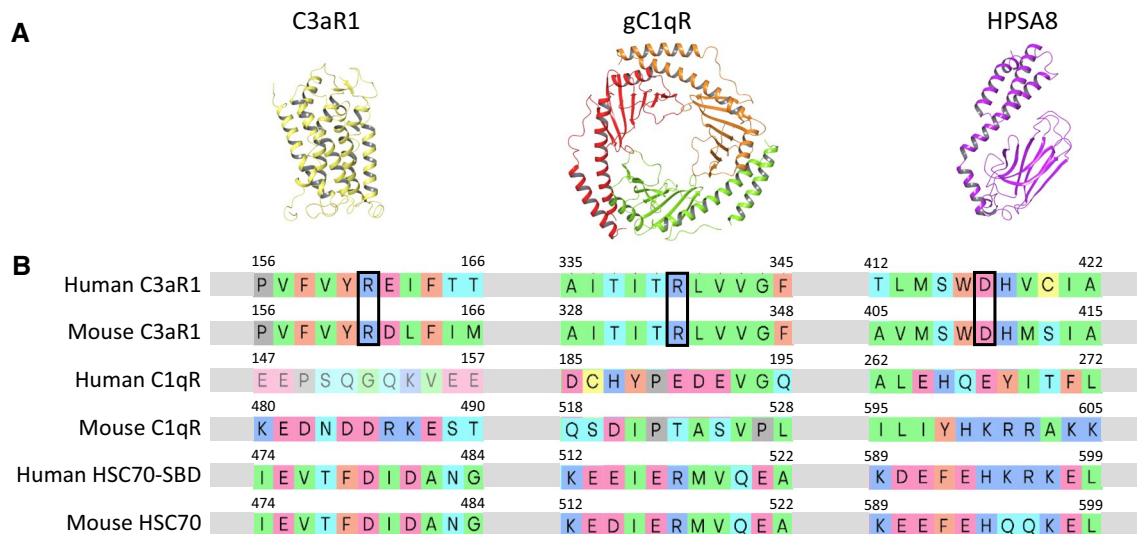 C3aR1 gC1qR HPSA8
A
B
156 166 335 345 412 422
Human C3aR1 P V F V Y R E I F T T A I T I T R L V V G F T L M S W D H V C I A
156 166 328 348 405 415
Mouse C3aR1 P V F V Y R D L F I M A I T I T R L V V G F A V M S W D H M S I A
147 157 185 195 262 272
Human C1qR E E P S Q G Q K V E E D C H Y P E D E V G Q A L E H Q E Y I T F L
480 490 518 528 595 605
Mouse C1qR K E D N D D R K E S T Q S D I P T A S V P L I L I Y H K R R A K K
474 484 512 522 589 599
Human HSC70-SBD I E V T F D I D A N G K E E I E R M V Q E A K D E F E H K R K E L
474 484 512 522 589 599
Mouse HSC70 I E V T F D I D A N G K E D I E R M V Q E A K E E F E H Q Q K E L